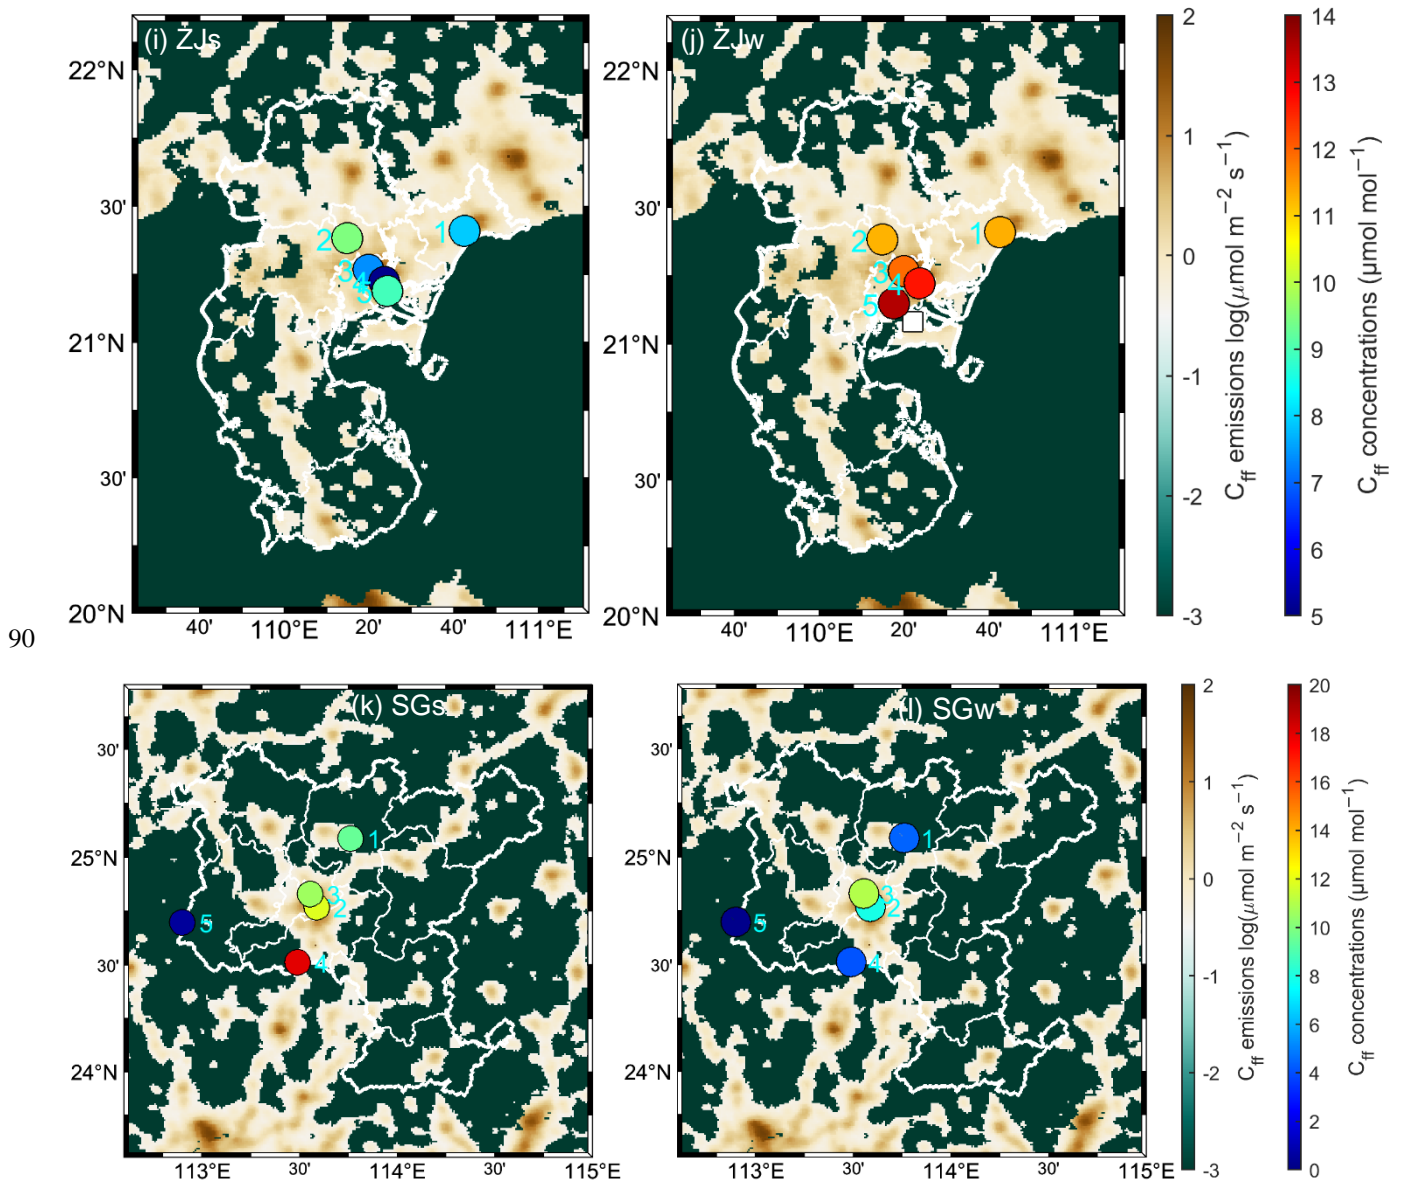 (i) ZJs
(j) ZJw
22°N
30'
21°N
30'
20°N
40'
110°E
20'
40'
111°E
1
2
3
4
5
22°N
30'
21°N
30'
20°N
40'
110°E
20'
40'
111°E
1
2
3
4
5
2
1
0
-1
-2
-3
C_ff emissions log(μmol m⁻² s⁻¹)
14
13
12
11
10
9
8
7
6
5
C_ff concentrations (μmol mol⁻¹)
90
(k) SGs
(l) SGw
30'
25°N
30'
24°N
113°E
30'
114°E
30'
115°E
1
3
2
5
4
30'
25°N
30'
24°N
113°E
30'
114°E
30'
115°E
1
3
2
5
4
2
1
0
-1
-2
-3
C_ff emissions log(μmol m⁻² s⁻¹)
20
18
16
14
12
10
8
6
4
2
0
C_ff concentrations (μmol mol⁻¹)